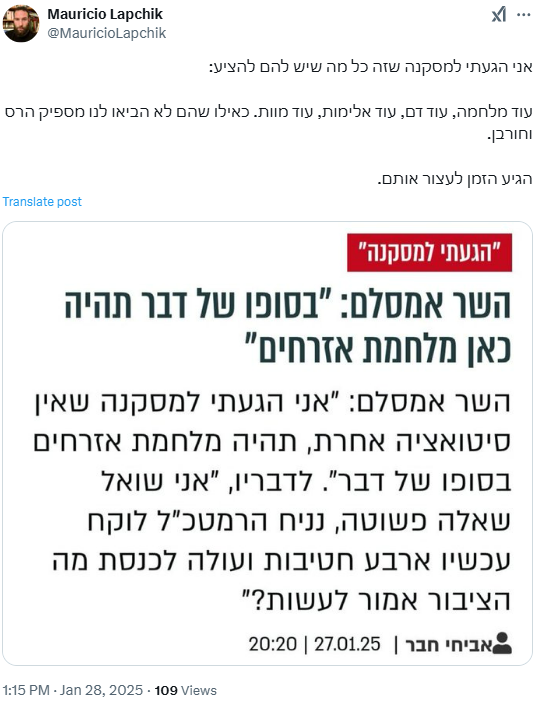 Mauricio Lapchik
@MauricioLapchik
אני הגעתי למסקנה שזה כל מה שיש להם להציע:
עוד מלחמה, עוד דם, עוד אלימות, עוד מוות. כאילו שהם לא הביאו לנו מספיק הרס
וחורבן.
הגיע הזמן לעצור אותם.
Translate post
"הגעתי למסקנה"
השר אמסלם: "בסופו של דבר תהיה
כאן מלחמת אזרחים"
השר אמסלם: "אני הגעתי למסקנה שאין
סיטואציה אחרת, תהיה מלחמת אזרחים
בסופו של דבר". לדבריו, "אני שואל
שאלה פשוטה, נניח הרמטכ"ל לוקח
עכשיו ארבע חטיבות ועולה לכנסת מה
הציבור אמור לעשות?"
אביחי חבר | 27.01.25 | 20:20
1:15 PM · Jan 28, 2025 · 109 Views